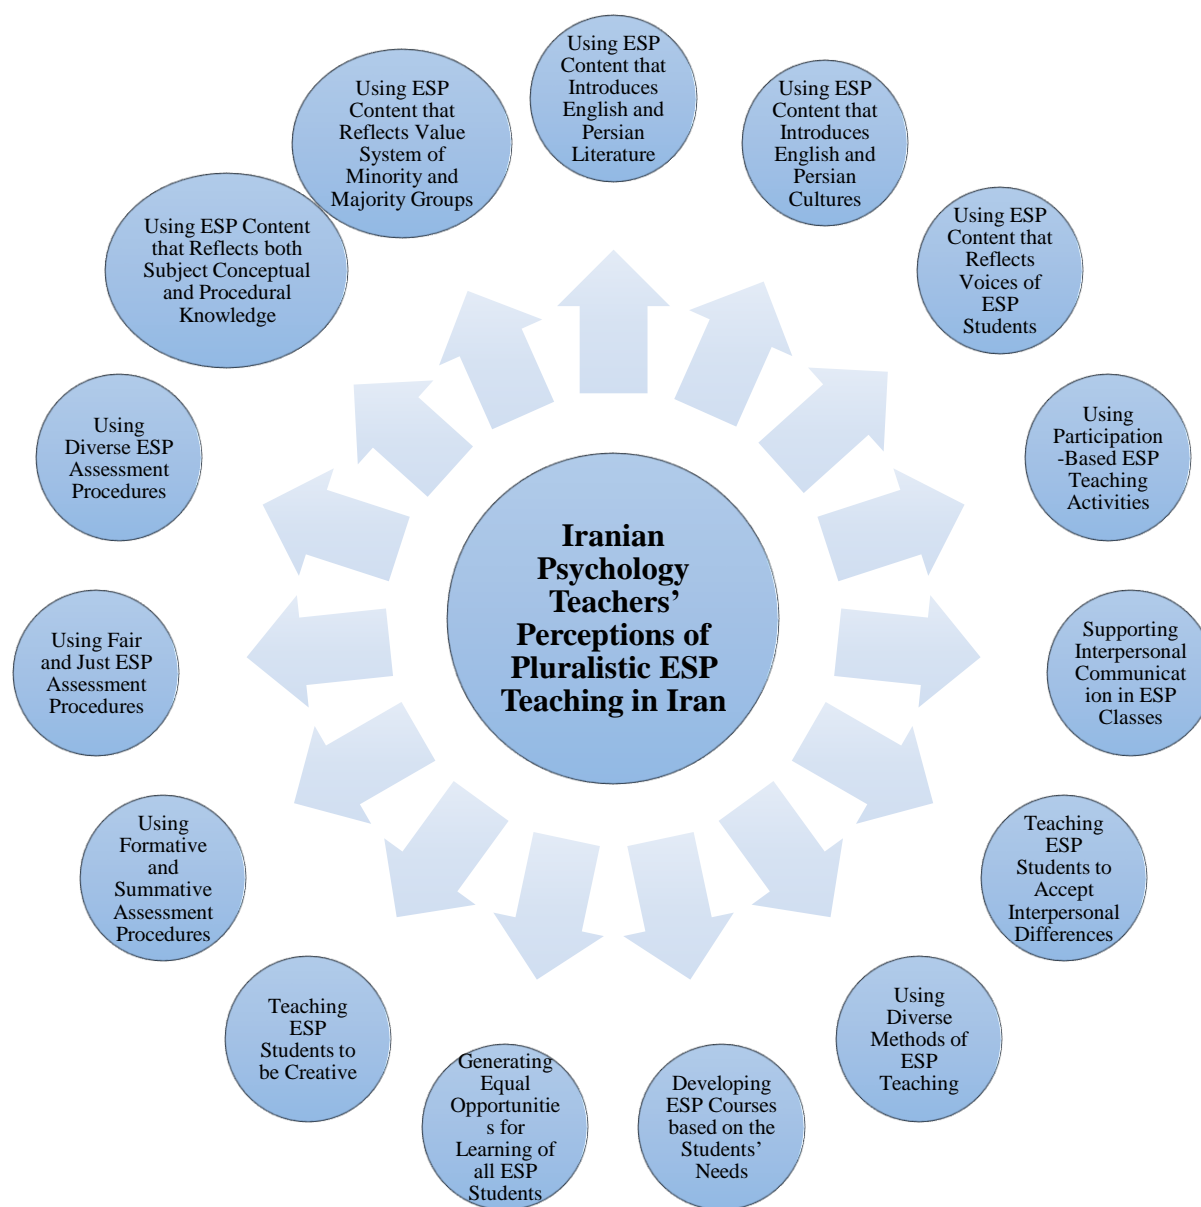 Using ESP
Content that
Introduces
English and
Persian
Literature
Using ESP
Content that
Introduces
English and
Persian
Cultures
Using ESP
Content that
Reflects
Voices of
ESP
Students
Using
Participation
-Based ESP
Teaching
Activities
Supporting
Interpersonal
Communicat
ion in ESP
Classes
Teaching
ESP
Students to
Accept
Interpersonal
Differences
Using
Diverse
Methods of
ESP
Teaching
Developing
ESP Courses
based on the
Students’
Needs
Generating
Equal
Opportunitie
s for
Learning of
all ESP
Students
Teaching
ESP
Students to
be Creative
Using
Formative
and
Summative
Assessment
Procedures
Using Fair
and Just ESP
Assessment
Procedures
Using
Diverse ESP
Assessment
Procedures
Using ESP Content
that Reflects both
Subject Conceptual
and Procedural
Knowledge
Using ESP
Content that
Reflects Value
System of
Minority and
Majority Groups
Iranian
Psychology
Teachers’
Perceptions of
Pluralistic ESP
Teaching in Iran